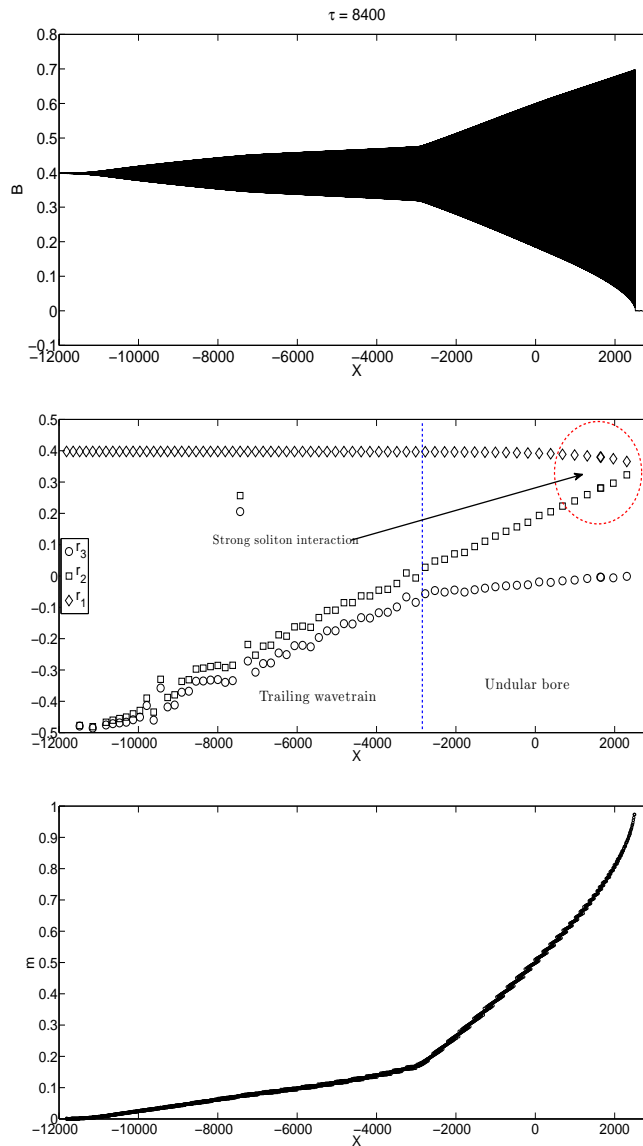 τ = 8400
0.8
0.7
0.6
0.5
0.4
0.3
0.2
0.1
0
−0.1
B
−12000 −10000 −8000 −6000 −4000 −2000 0 2000
X
0.5
0.4
0.3
0.2
0.1
0
−0.1
−0.2
−0.3
−0.4
−0.5
Strong soliton interaction
r3
r2
r1
Trailing wavetrain
Undular bore
−12000 −10000 −8000 −6000 −4000 −2000 0 2000
X
1
0.9
0.8
0.7
0.6
0.5
0.4
0.3
0.2
0.1
0
m
−12000 −10000 −8000 −6000 −4000 −2000 0 2000
X